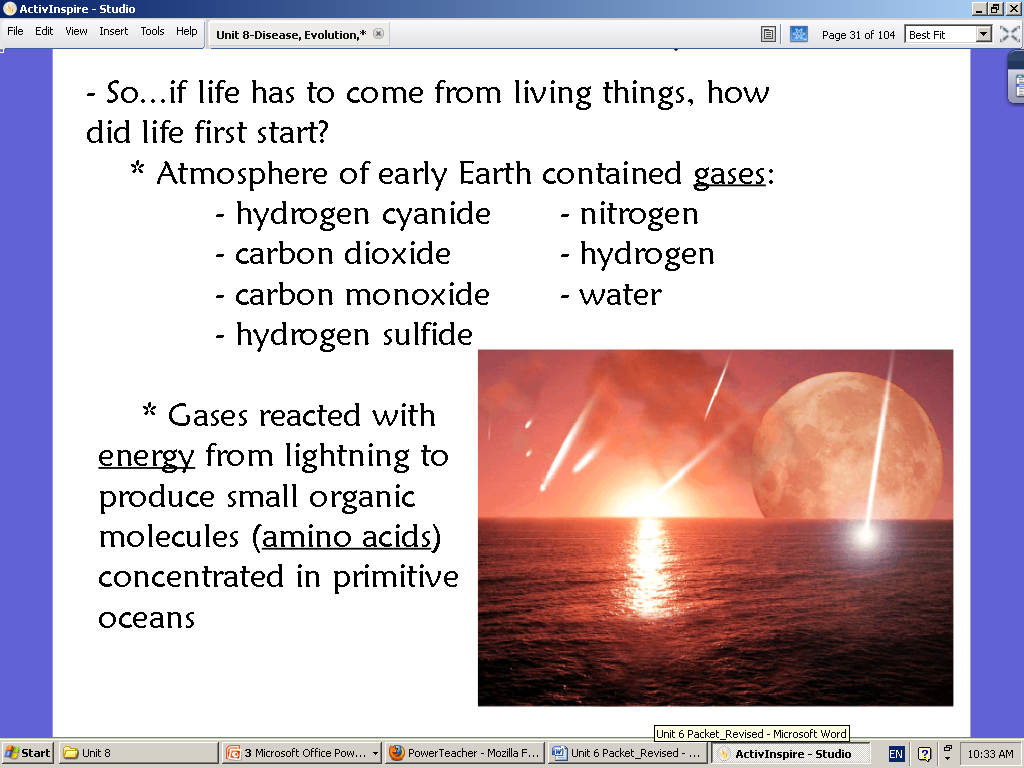 ActivInspire - Studio
File Edit View Insert Tools Help
Unit 8-Disease, Evolution,*
Page 31 of 104
Best Fit
- So...if life has to come from living things, how
did life first start?
* Atmosphere of early Earth contained gases:
- hydrogen cyanide - nitrogen
- carbon dioxide - hydrogen
- carbon monoxide - water
- hydrogen sulfide
* Gases reacted with
energy from lightning to
produce small organic
molecules (amino acids)
concentrated in primitive
oceans
Unit 6 Packet_Revised - Microsoft Word
Start
Unit 8
3 Microsoft Office Pow...
PowerTeacher - Mozilla F...
Unit 6 Packet_Revised - ...
ActivInspire - Studio
EN
10:33 AM